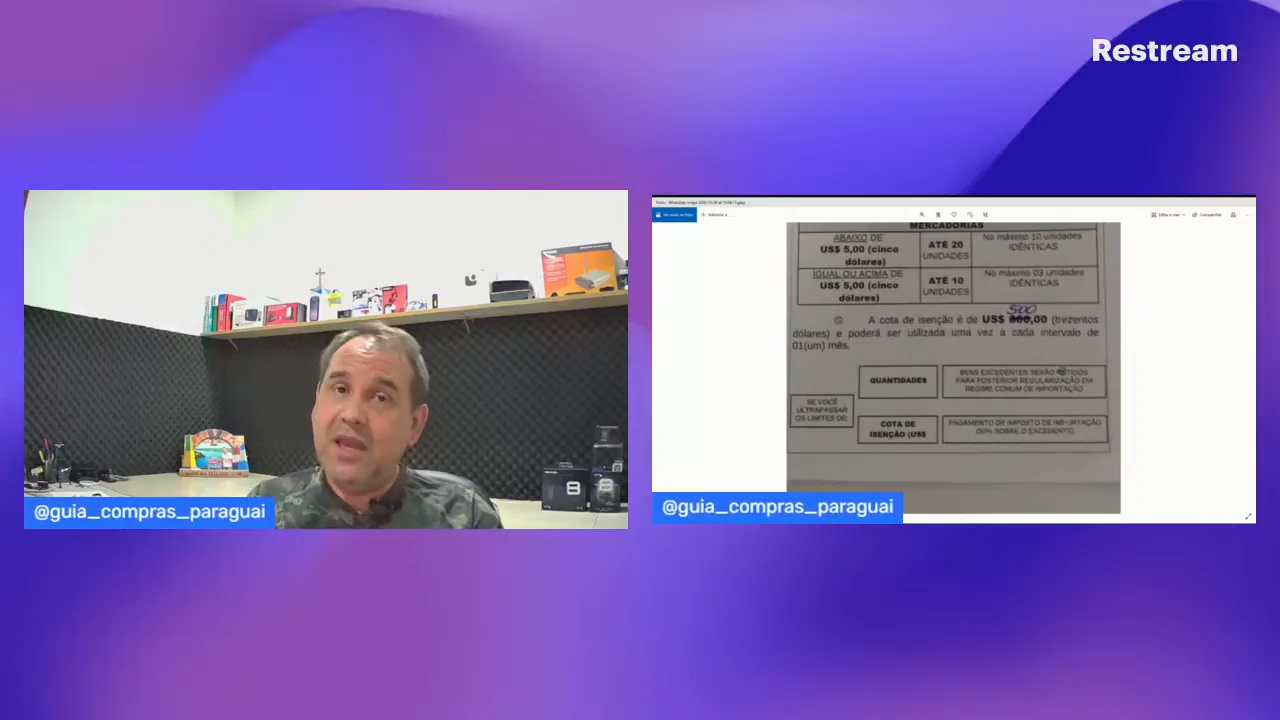 Restream
@guia_compras_paraguai
MERCADORIAS
ABAIXO DE
US$ 5,00 (cinco
dólares)
ATÉ 20
UNIDADES
No máximo 10 unidades
IDÊNTICAS
IGUAL OU ACIMA DE
US$ 5,00 (cinco
dólares)
ATÉ 10
UNIDADES
No máximo 03 unidades
IDÊNTICAS
500
A cota de isenção é de US$ 300,00 (trezentos
dólares) e poderá ser utilizada uma vez a cada intervalo de
01(um) mês.
SE VOCÊ
ULTRAPASSAR
OS LIMITES DE:
QUANTIDADES
BENS EXCEDENTES SERÃO RETIDOS
PARA POSTERIOR REGULARIZAÇÃO EM
REGIME COMUM DE IMPORTAÇÃO
COTA DE
ISENÇÃO (US$
PAGAMENTO DE IMPOSTO DE IMPORTAÇÃO
(50% SOBRE O EXCEDENTE)
@guia_compras_paraguai